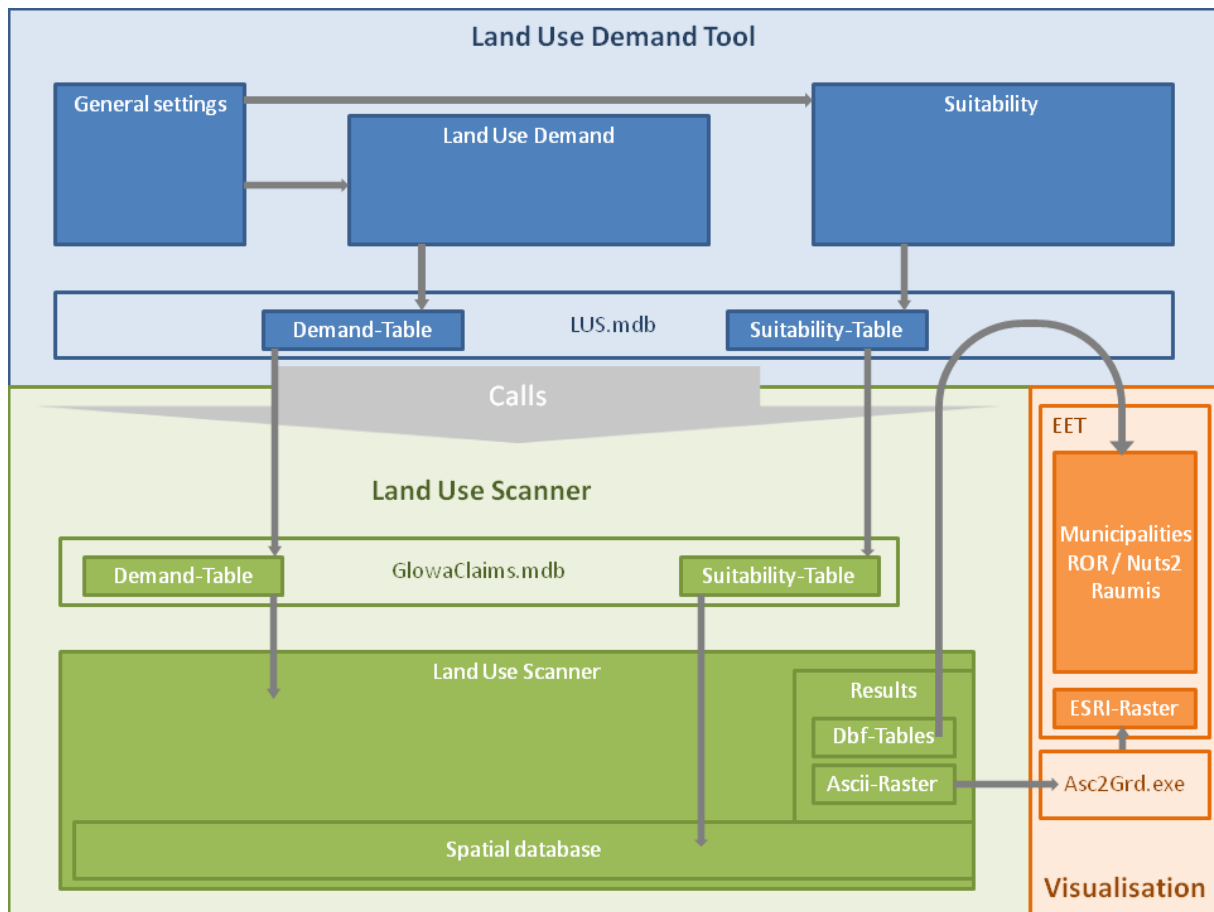 Land Use Demand Tool
General settings
Suitability
Land Use Demand
Demand-Table
LUS.mdb
Suitability-Table
Calls
EET
Municipalities
ROR / Nuts2
Raumis
Land Use Scanner
Demand-Table
GlowaClaims.mdb
Suitability-Table
Land Use Scanner
Results
Dbf-Tables
Ascii-Raster
Spatial database
ESRI-Raster
Asc2Grd.exe
Visualisation